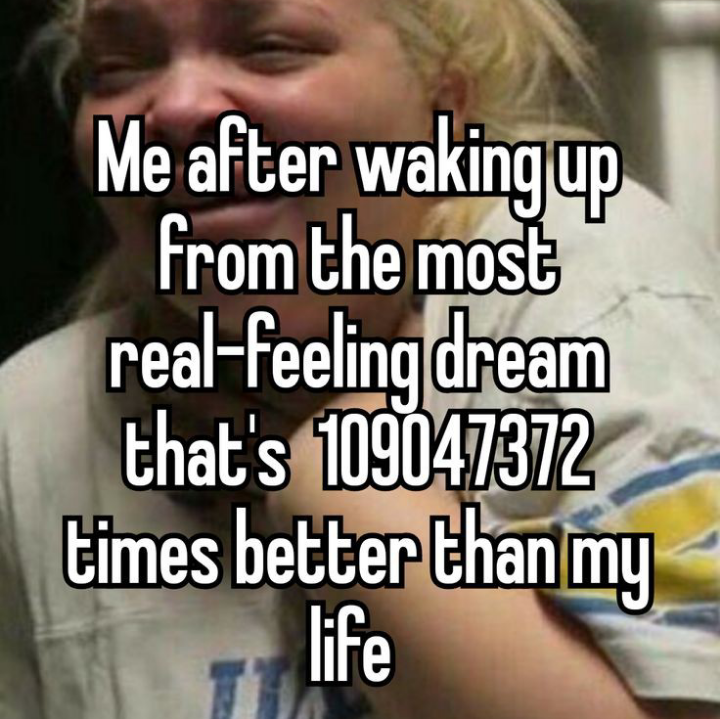 Me after waking up
from the most
real-feeling dream
that's 109047372
times better than my
life